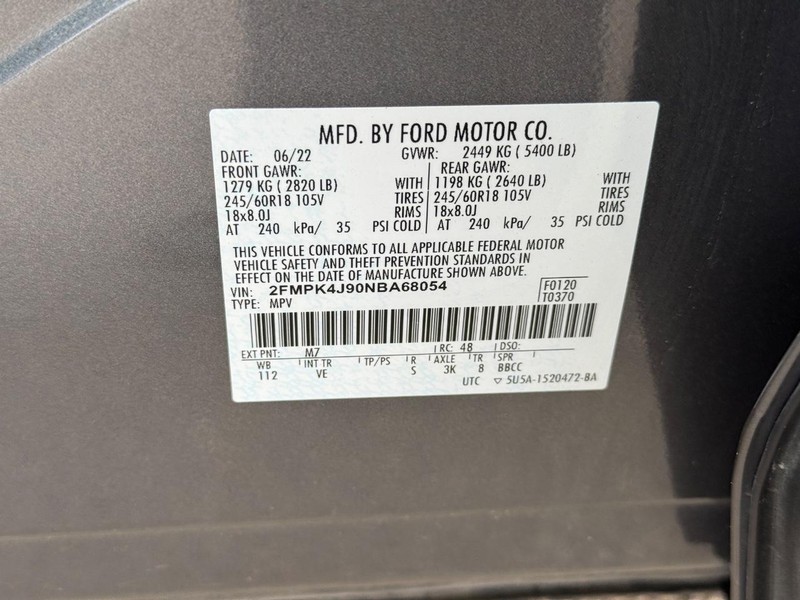 MFD. BY FORD MOTOR CO.
DATE: 06/22 GVWR: 2449 KG ( 5400 LB)
FRONT GAWR: REAR GAWR:
1279 KG ( 2820 LB) WITH 1198 KG ( 2640 LB) WITH
245/60R18 105V TIRES 245/60R18 105V TIRES
18x8.0J RIMS 18x8.0J RIMS
AT 240 kPa/ 35 PSI COLD AT 240 kPa/ 35 PSI COLD
THIS VEHICLE CONFORMS TO ALL APPLICABLE FEDERAL MOTOR
VEHICLE SAFETY AND THEFT PREVENTION STANDARDS IN
EFFECT ON THE DATE OF MANUFACTURE SHOWN ABOVE.
VIN: 2FMPK4J90NBA68054 F0120
TYPE: MPV T0370
EXT PNT: M7 RC: 48 DSO:
WB INT TR TP/PS R AXLE TR SPR
112 VE S 3K 8 BBCC
UTC ▽ 5U5A-1520472-BA